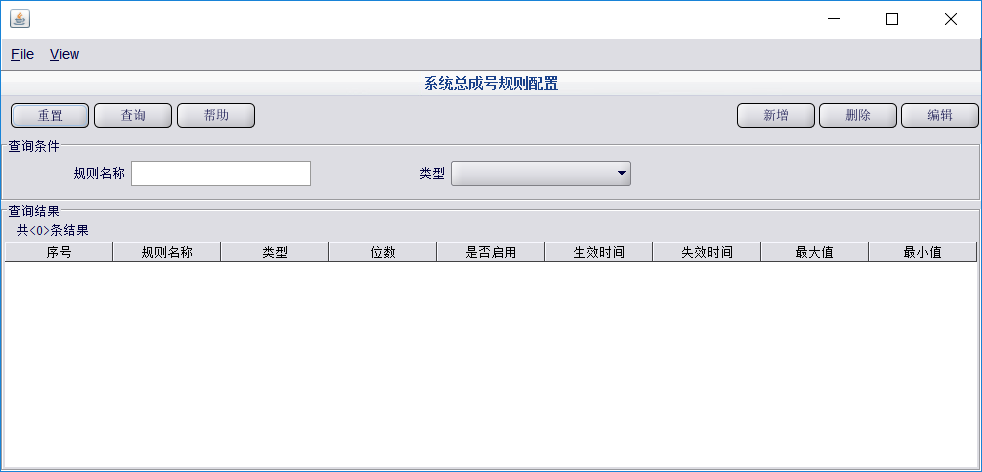 File View
系统总成号规则配置
重置 查询 帮助 新增 删除 编辑
查询条件
规则名称 类型
查询结果
共<0>条结果
序号 规则名称 类型 位数 是否启用 生效时间 失效时间 最大值 最小值